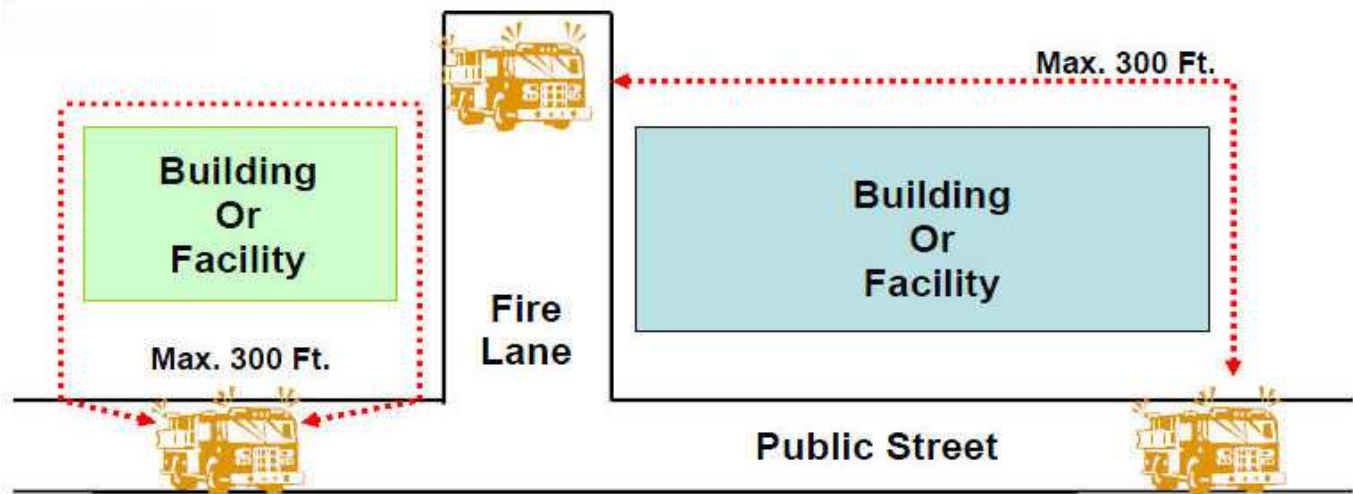 Max. 300 Ft.
Building
Or
Facility
Building
Or
Facility
Fire
Lane
Max. 300 Ft.
Public Street